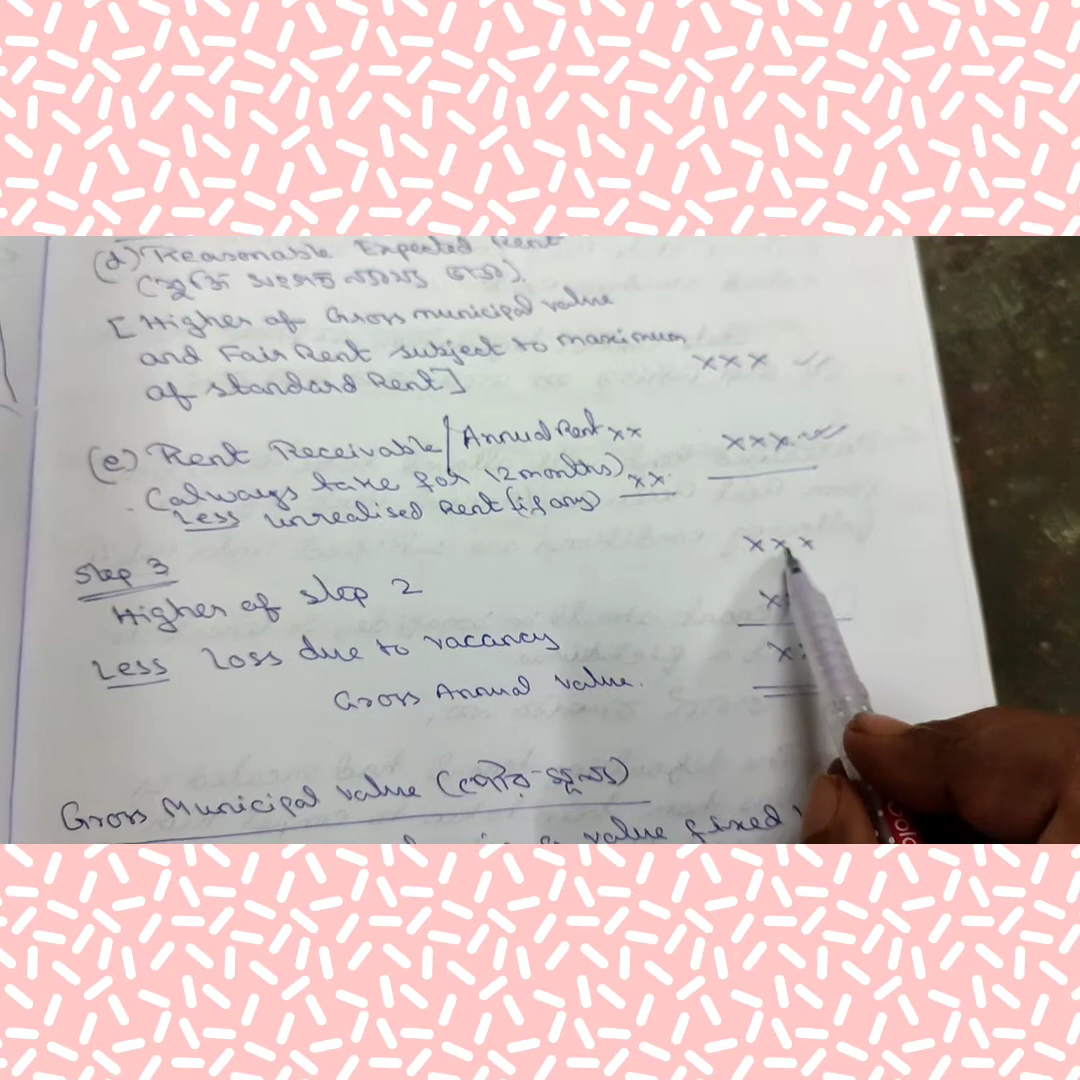 (d) Reasonable Expected Rent
[Higher of Gross municipal value
and Fair Rent subject to maximum
of standard Rent] xxx
(e) Rent Receivable / Annual Rent xx xxx
(always take for 12 months)
Less unrealised Rent (if any) xx
Step 3 xxx
Higher of step 2
Less Loss due to vacancy
Gross Annual value.
Gross Municipal value (পৌর-মূল্য)
value fixed